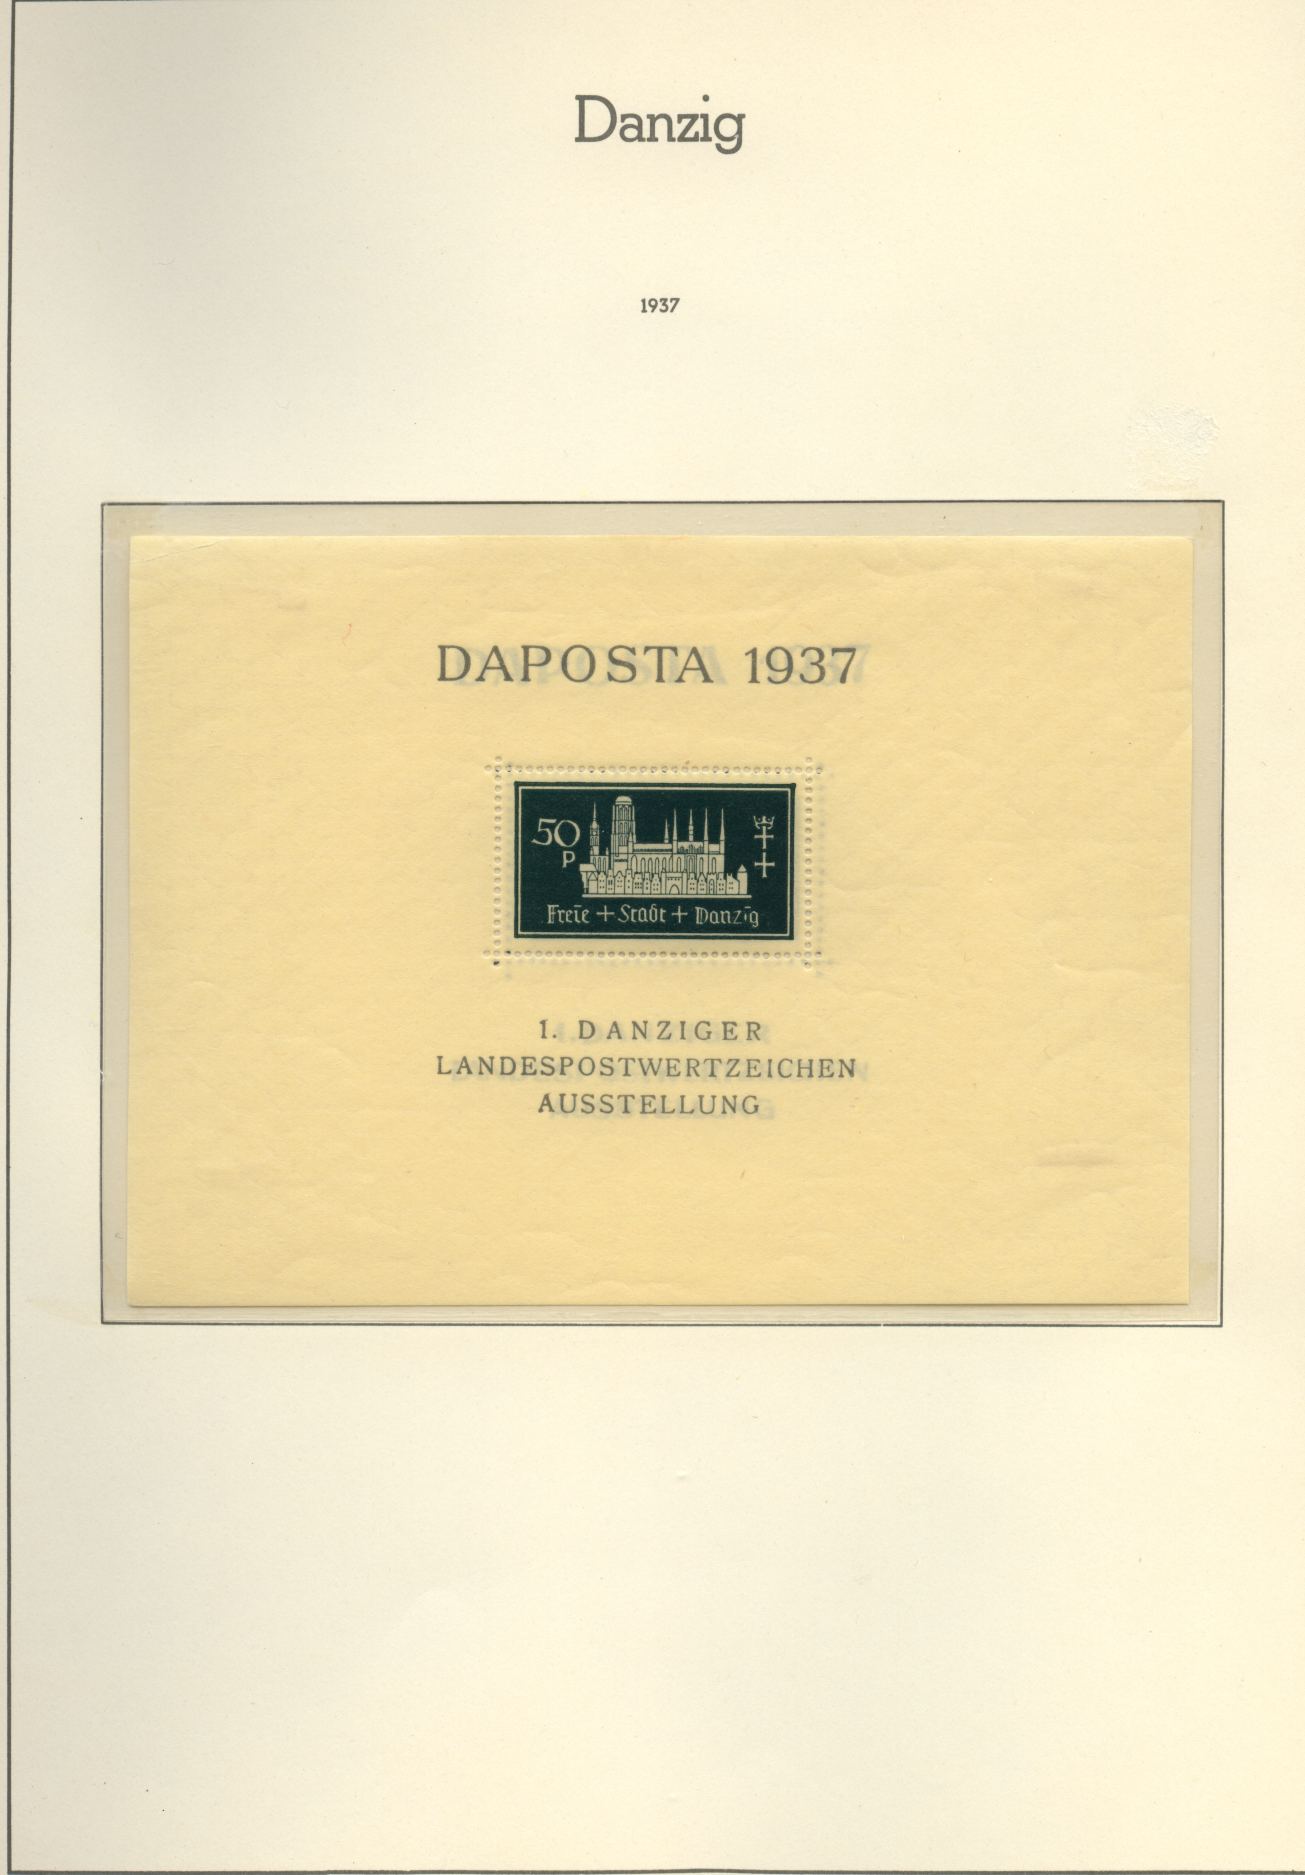 Danzig
1937
DAPOSTA 1937
50
P
Freie + Stadt + Danzig
1. DANZIGER
LANDESPOSTWERTZEICHEN
AUSSTELLUNG